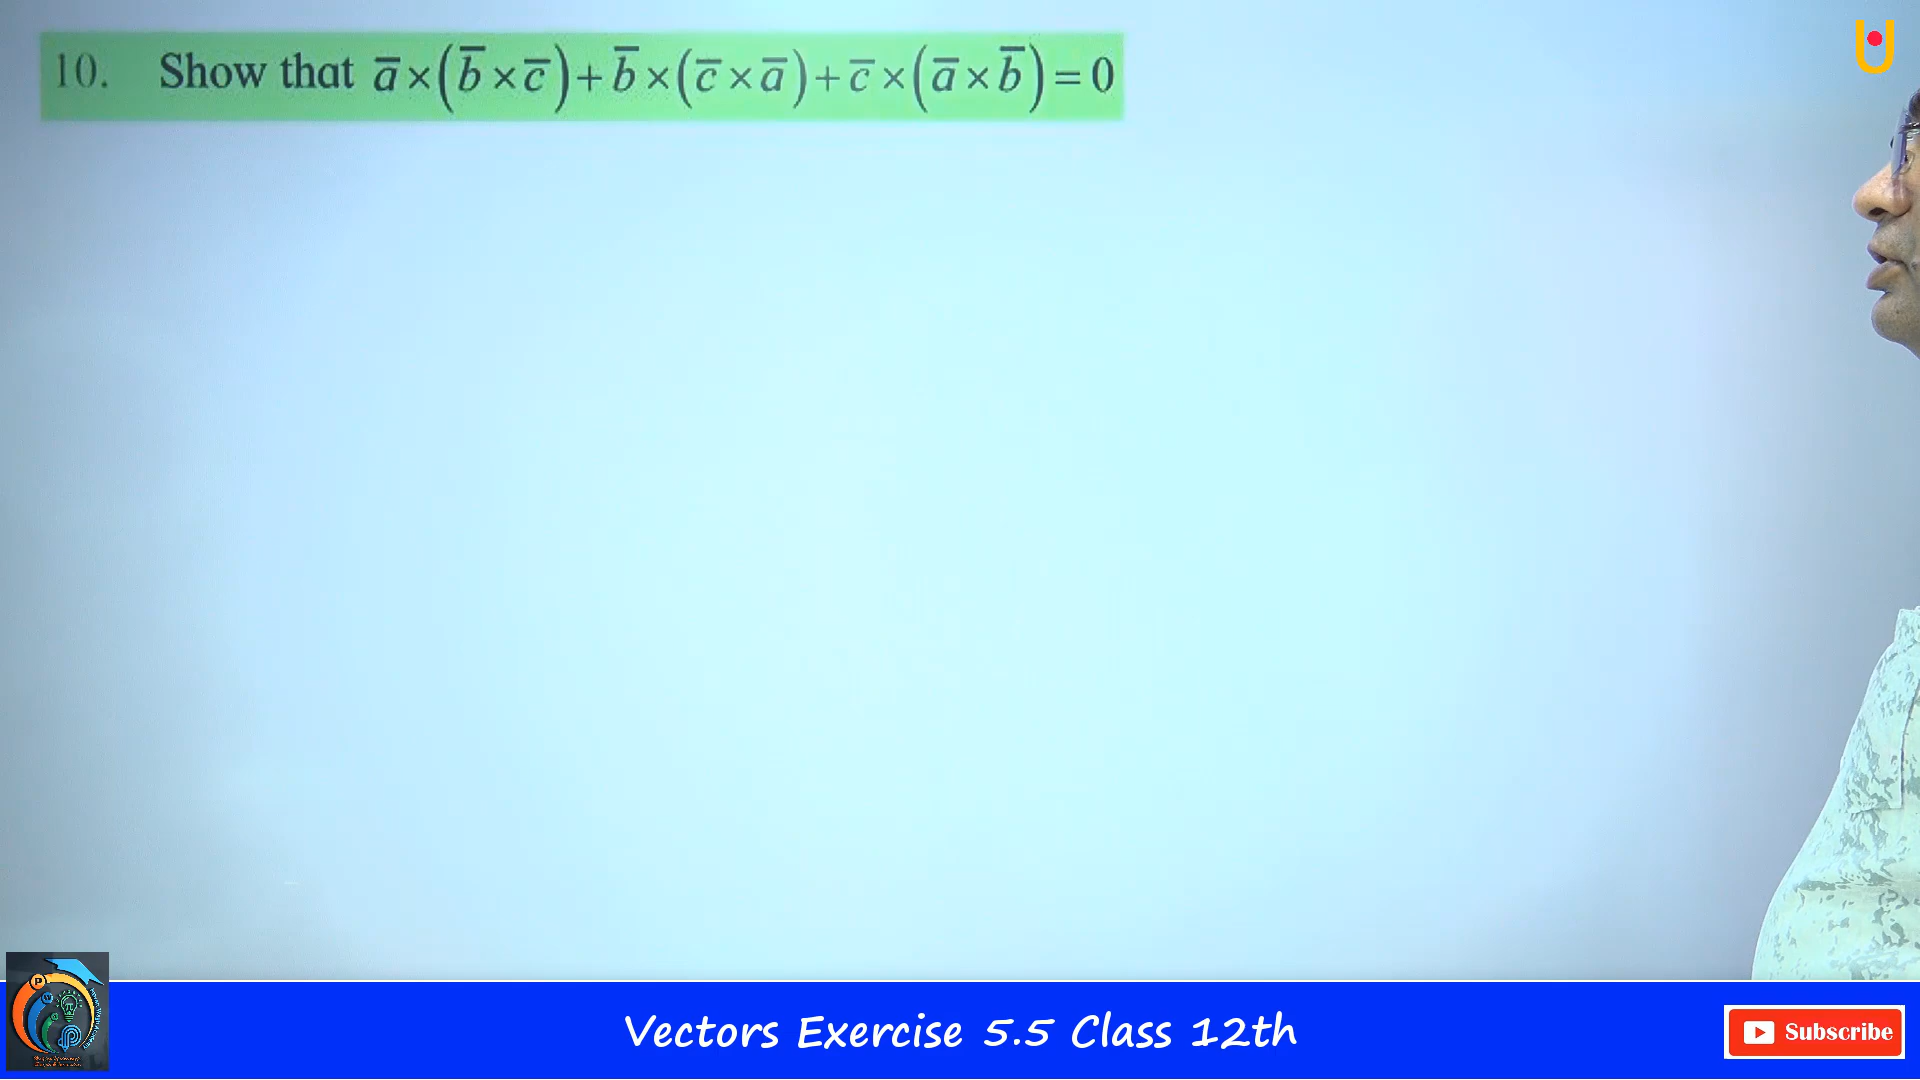 10. Show that a̅×(b̅×c̅)+b̅×(c̅×a̅)+c̅×(a̅×b̅)=0
Vectors Exercise 5.5 Class 12th
Subscribe